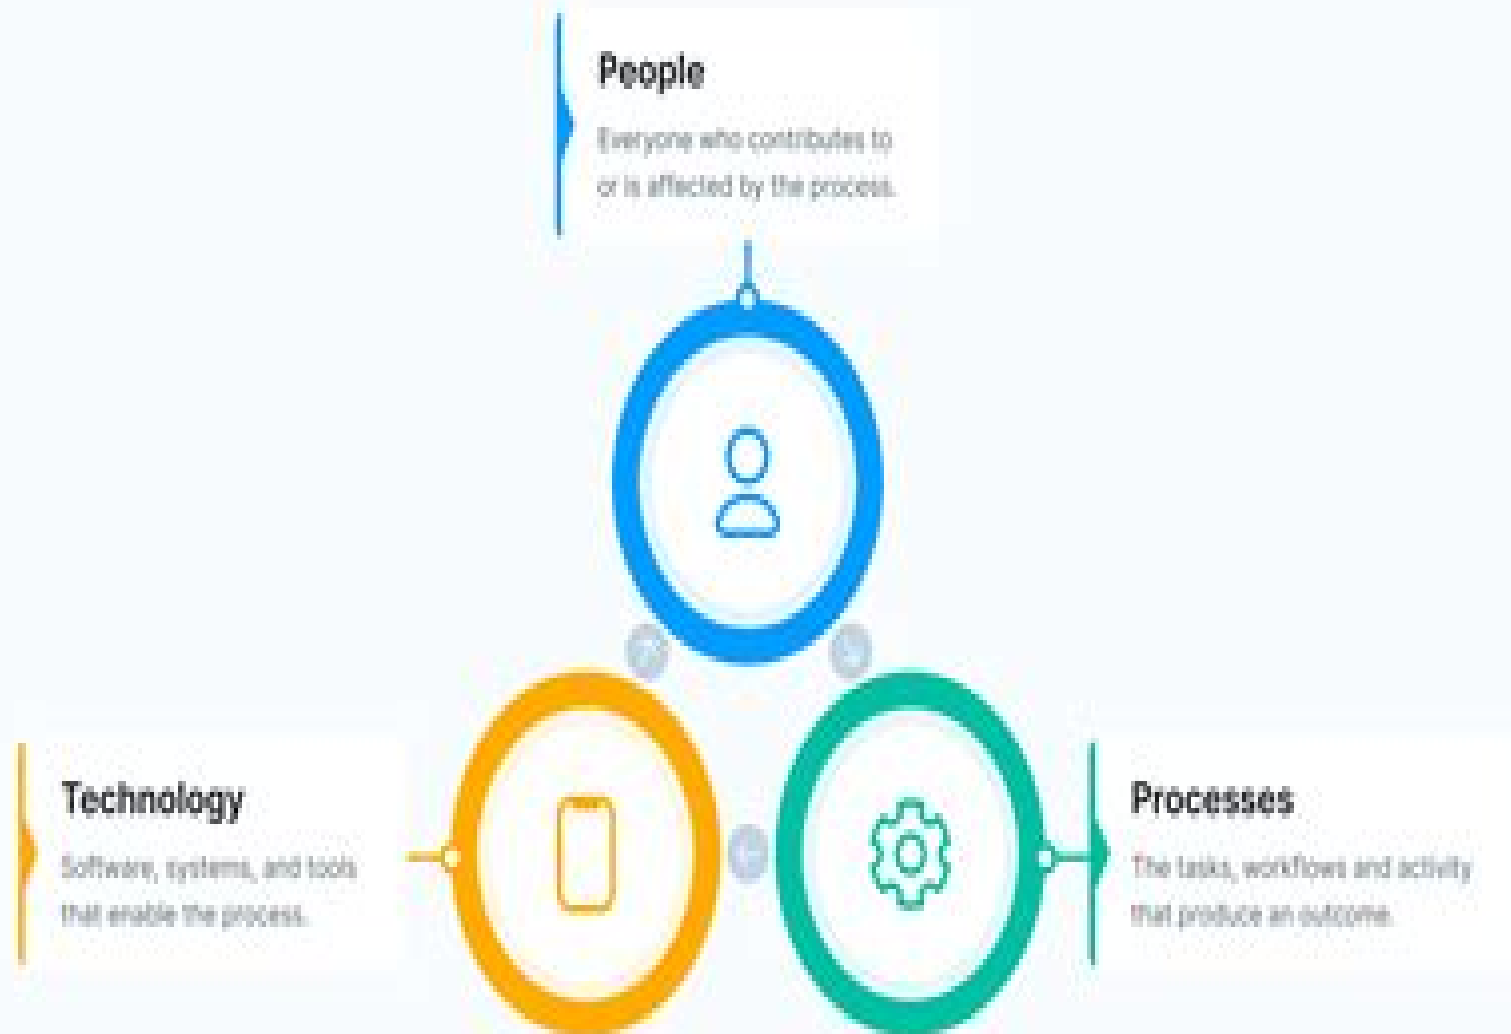 People
Everyone who contributes to
or is affected by the process.
Technology
Software, systems, and tools
that enable the process.
Processes
The tasks, workflows and activity
that produce an outcome.